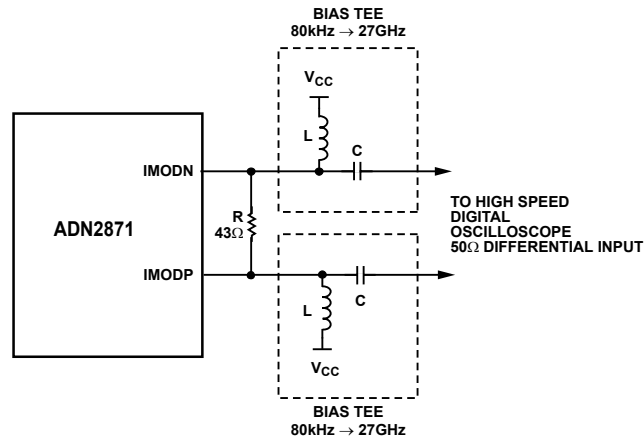 BIAS TEE
80kHz → 27GHz
VCC
L
C
IMODN
ADN2871
R
43Ω
TO HIGH SPEED
DIGITAL
OSCILLOSCOPE
50Ω DIFFERENTIAL INPUT
IMODP
C
L
VCC
BIAS TEE
80kHz → 27GHz